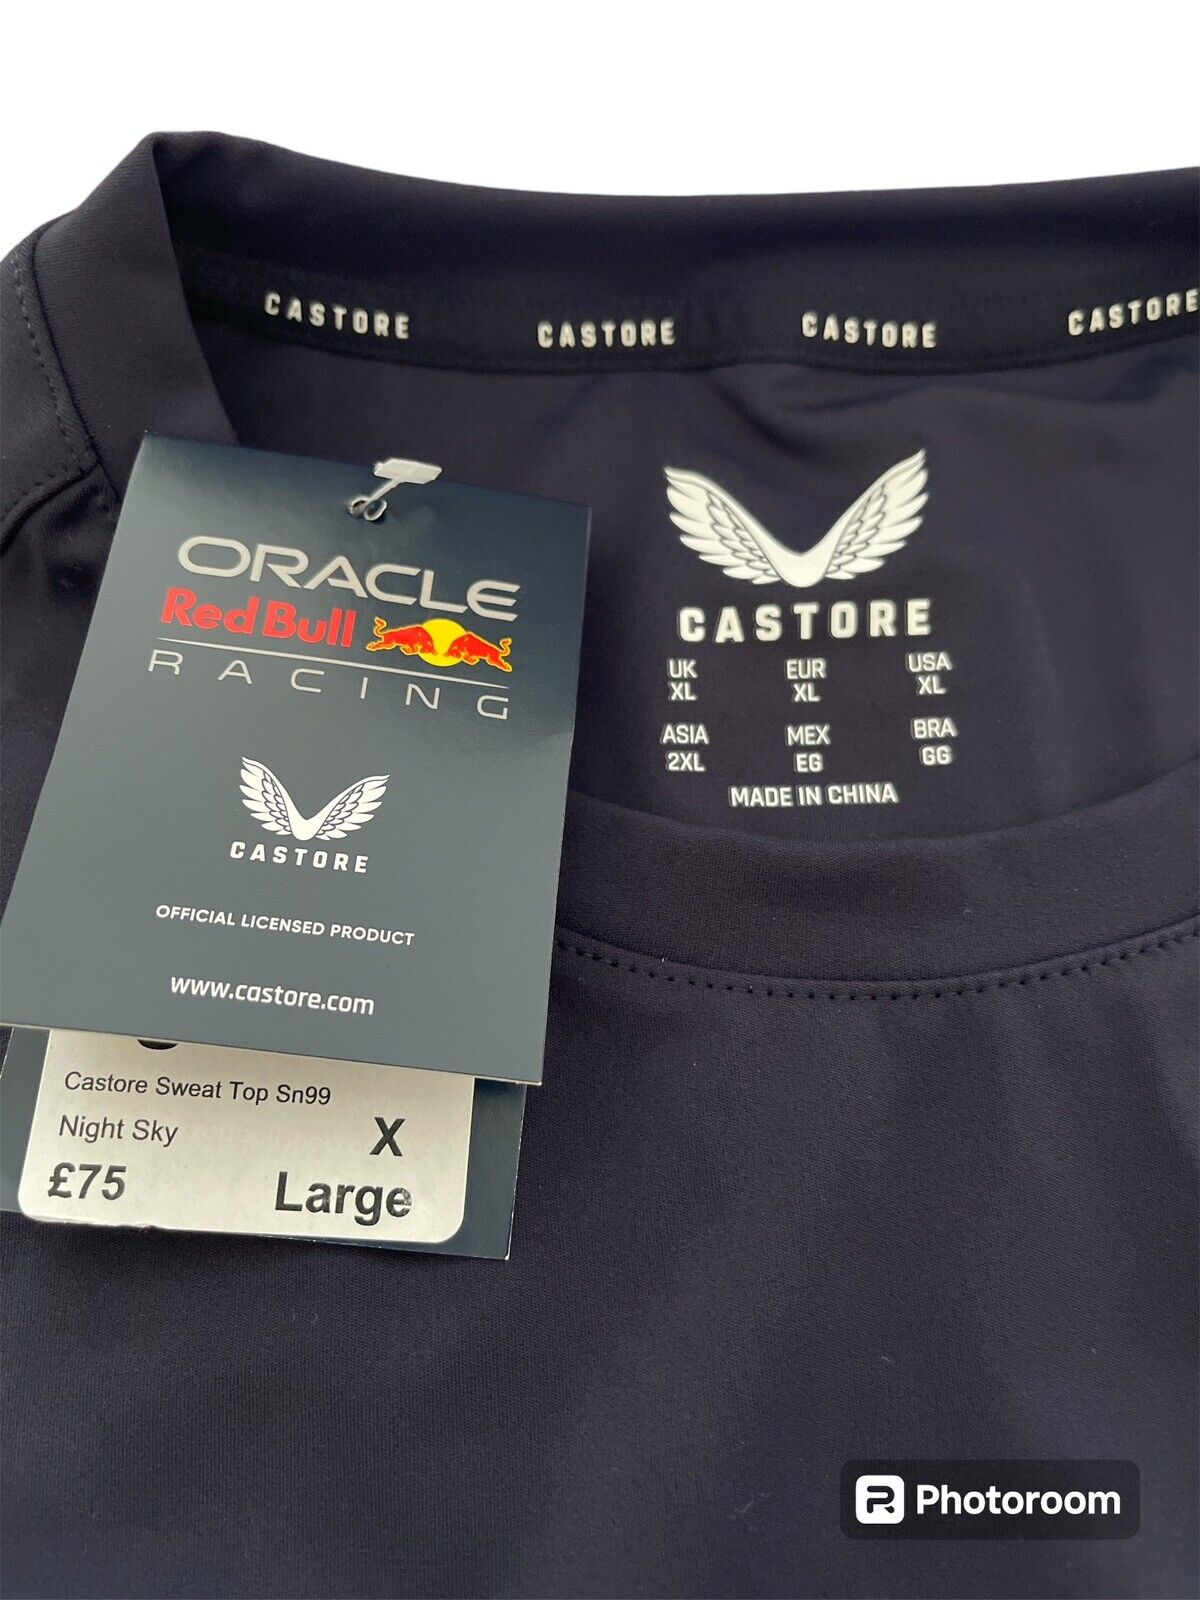 CASTORE CASTORE CASTORE CASTORE
ORACLE
Red Bull
RACING
CASTORE
OFFICIAL LICENSED PRODUCT
www.castore.com
Castore Sweat Top Sn99
Night Sky
X
£75
Large
CASTORE
UK EUR USA
XL XL XL
ASIA MEX BRA
2XL EG GG
MADE IN CHINA
Photoroom